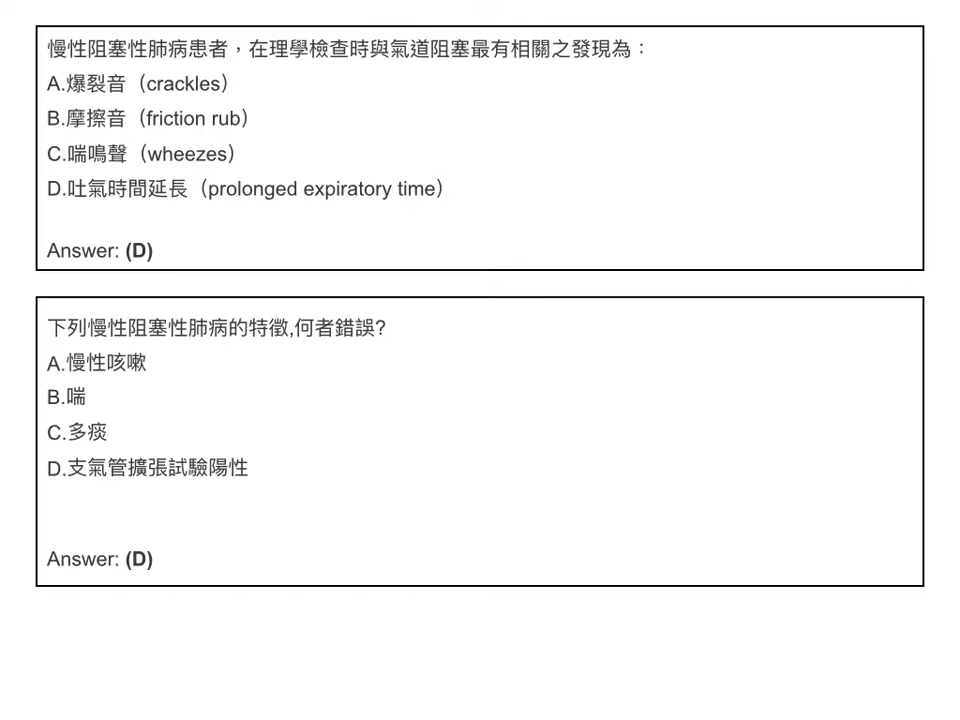 慢性阻塞性肺病患者，在理學檢查時與氣道阻塞最有相關之發現為：
A.爆裂音（crackles）
B.摩擦音（friction rub）
C.喘鳴聲（wheezes）
D.吐氣時間延長（prolonged expiratory time）
Answer: (D)
下列慢性阻塞性肺病的特徵,何者錯誤?
A.慢性咳嗽
B.喘
C.多痰
D.支氣管擴張試驗陽性
Answer: (D)